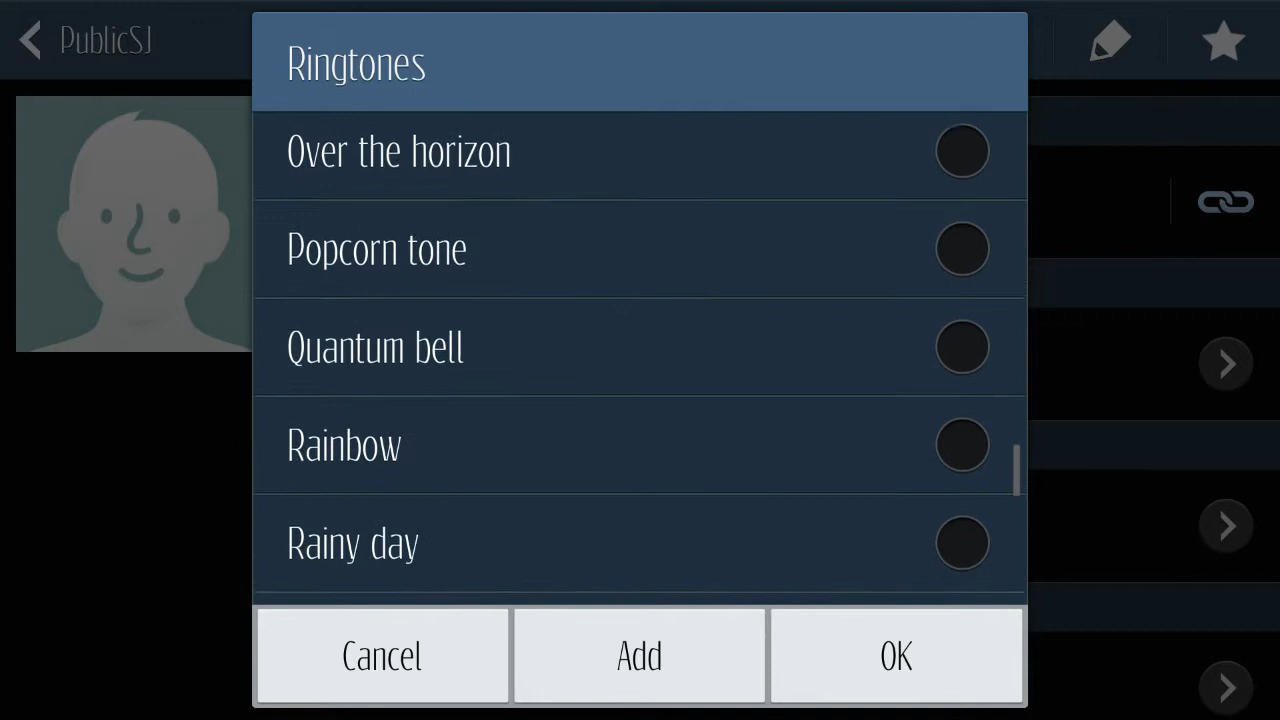 PublicSJ
Ringtones
Over the horizon
Popcorn tone
Quantum bell
Rainbow
Rainy day
Cancel
Add
OK